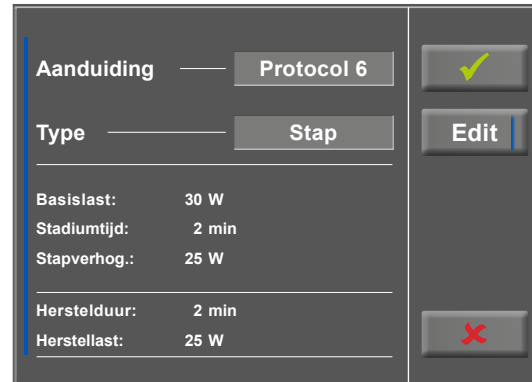 Aanduiding Protocol 6
Type Stap
Edit
Basislast: 30 W
Stadiumtijd: 2 min
Stapverhog.: 25 W
Herstelduur: 2 min
Herstellast: 25 W